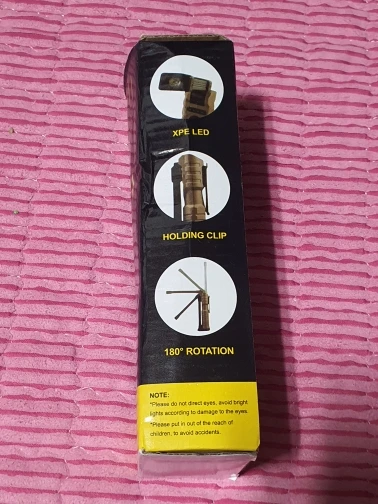 XPE LED
HOLDING CLIP
180° ROTATION
NOTE:
*Please do not direct eyes, avoid bright
lights according to damage to the eyes.
*Please put in out of the reach of
children, to avoid accidents.